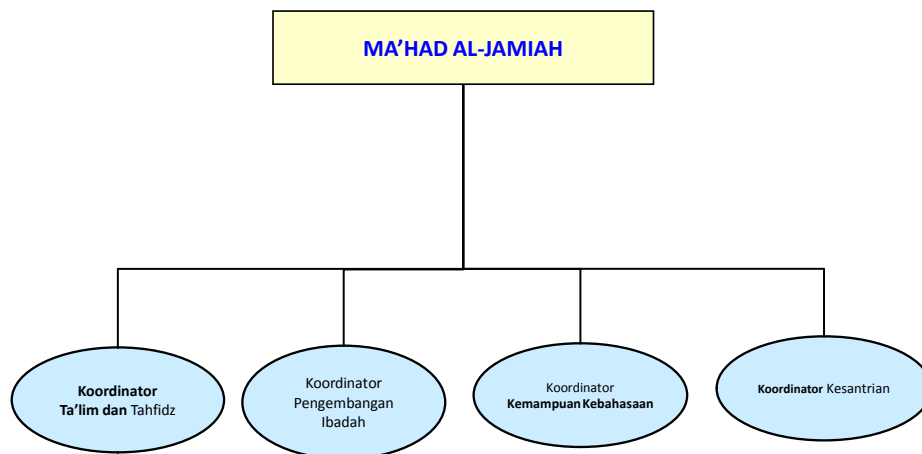 MA’HAD AL-JAMIAH
Koordinator
Ta’lim dan Tahfidz
Koordinator
Pengembangan
Ibadah
Koordinator
Kemampuan Kebahasaan
Koordinator Kesantrian